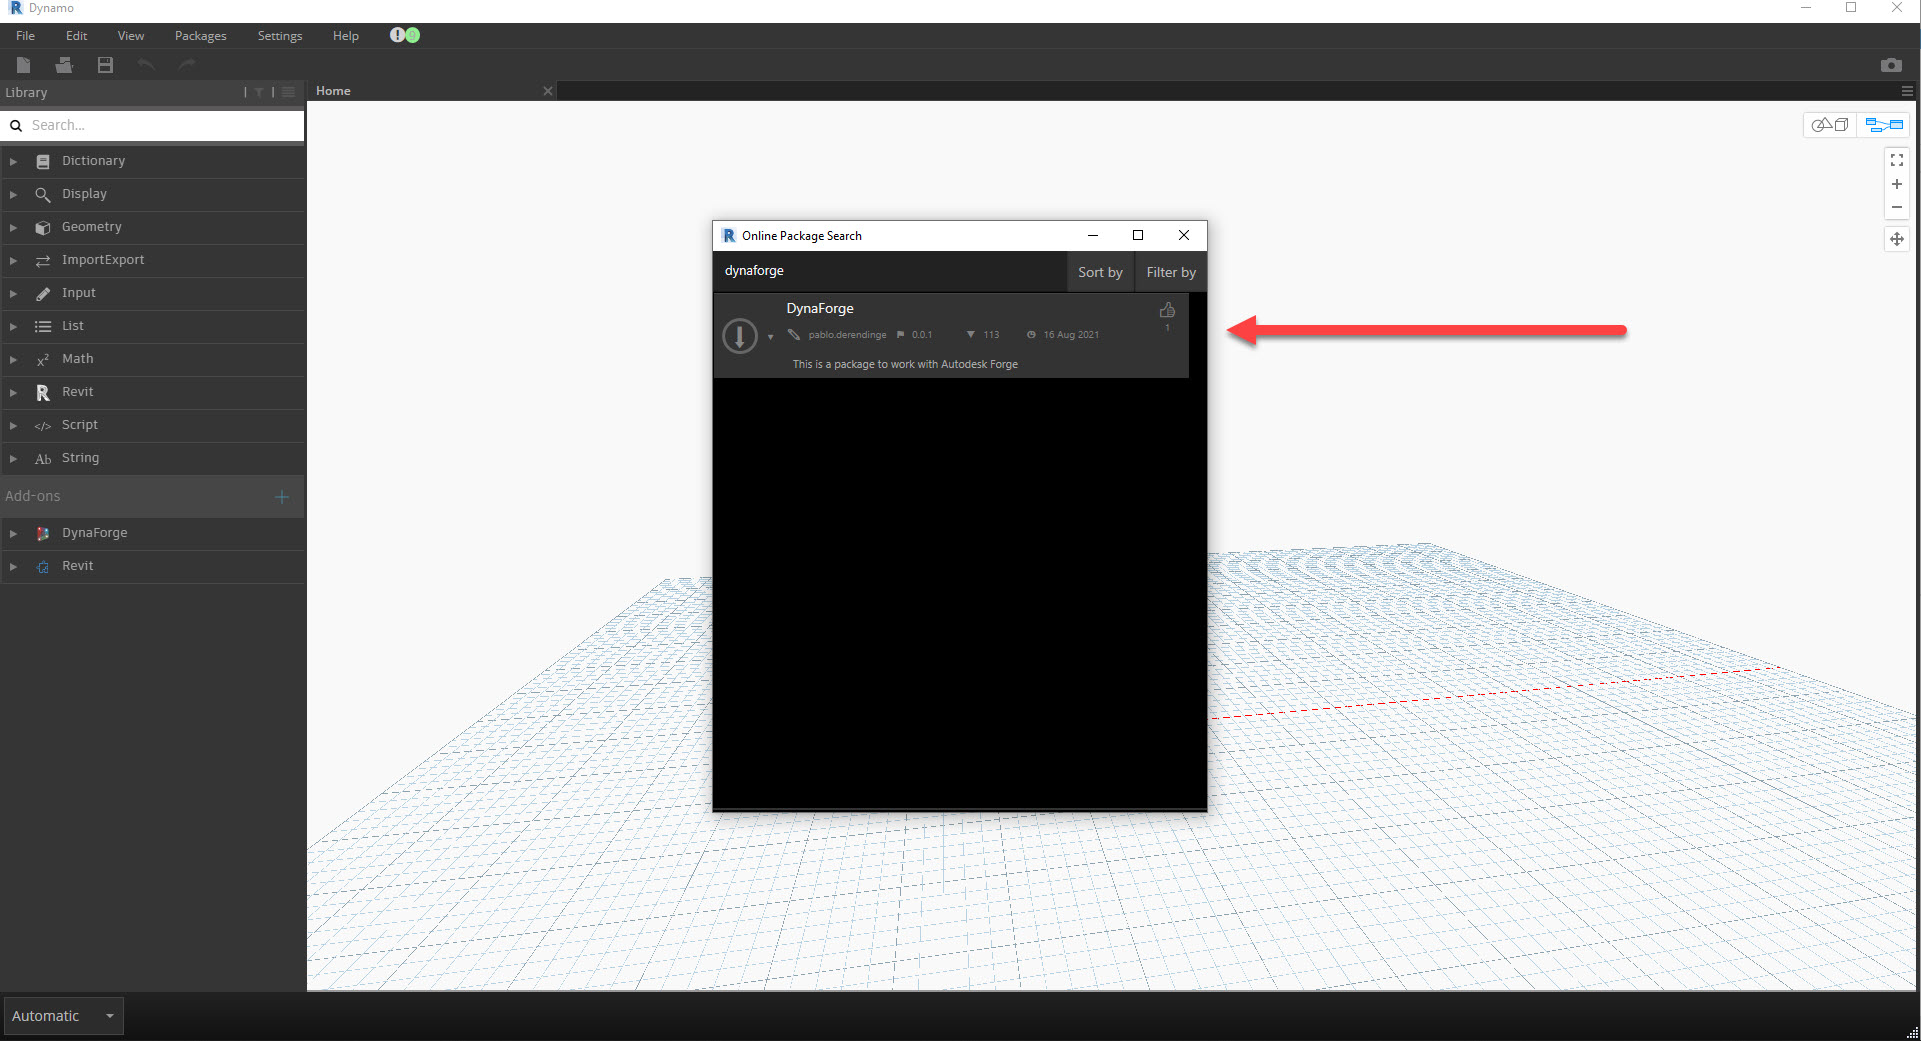 Dynamo
File Edit View Packages Settings Help
Library
Home
Search...
Dictionary
Display
Geometry
ImportExport
Input
List
Math
Revit
Script
String
Add-ons
DynaForge
Revit
Online Package Search
dynaforge Sort by Filter by
DynaForge
pablo.derendinge 0.0.1 113 16 Aug 2021 1
This is a package to work with Autodesk Forge
Automatic